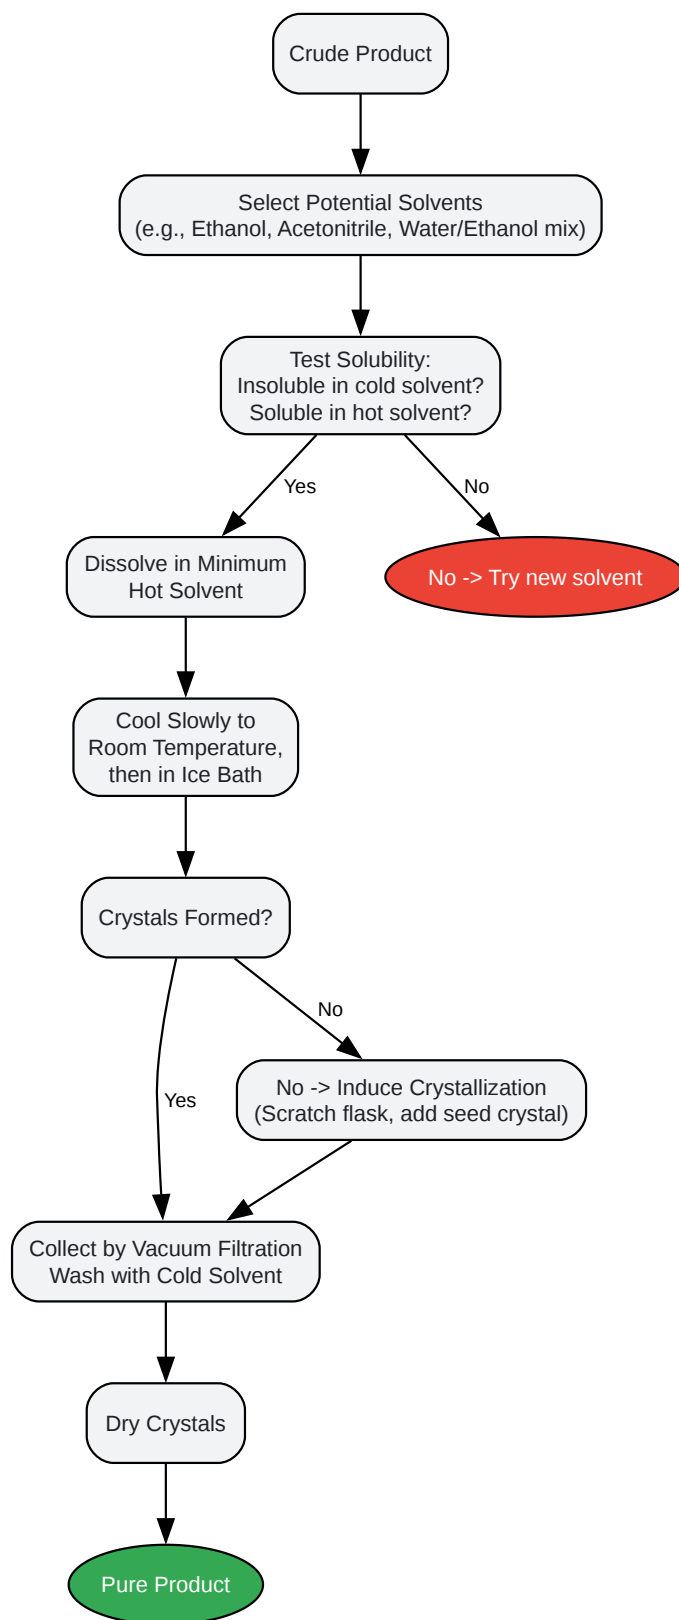 Crude Product
Select Potential Solvents
(e.g., Ethanol, Acetonitrile, Water/Ethanol mix)
Test Solubility:
Insoluble in cold solvent?
Soluble in hot solvent?
Yes
No
Dissolve in Minimum
Hot Solvent
No -> Try new solvent
Cool Slowly to
Room Temperature,
then in Ice Bath
Crystals Formed?
No
Yes
No -> Induce Crystallization
(Scratch flask, add seed crystal)
Collect by Vacuum Filtration
Wash with Cold Solvent
Dry Crystals
Pure Product